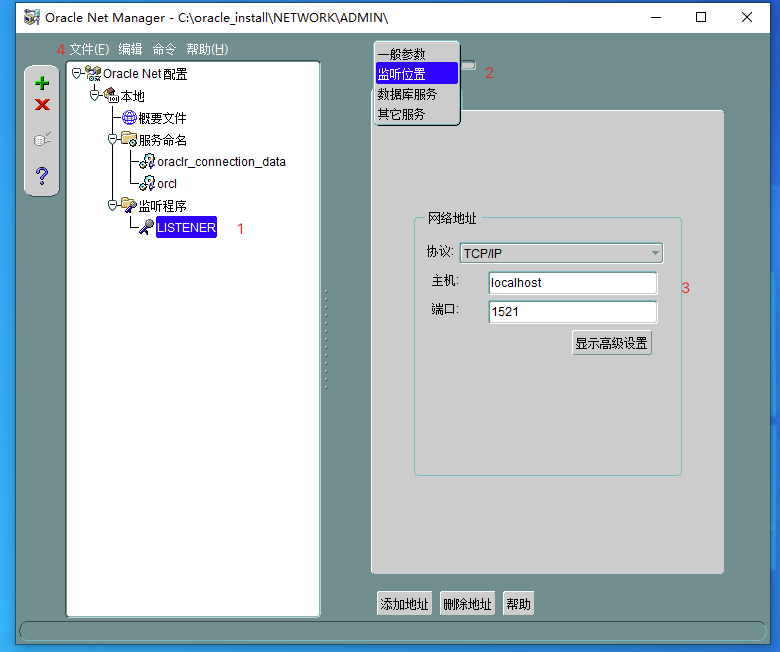 Oracle Net Manager - C:\oracle_install\NETWORK\ADMIN\
4 文件(F) 编辑 命令 帮助(H)
Oracle Net 配置
本地
概要文件
服务命名
oraclr_connection_data
orcl
监听程序
LISTENER 1
一般参数
监听位置 2
数据库服务
其它服务
网络地址
协议: TCP/IP
主机: localhost 3
端口: 1521
显示高级设置
添加地址 删除地址 帮助